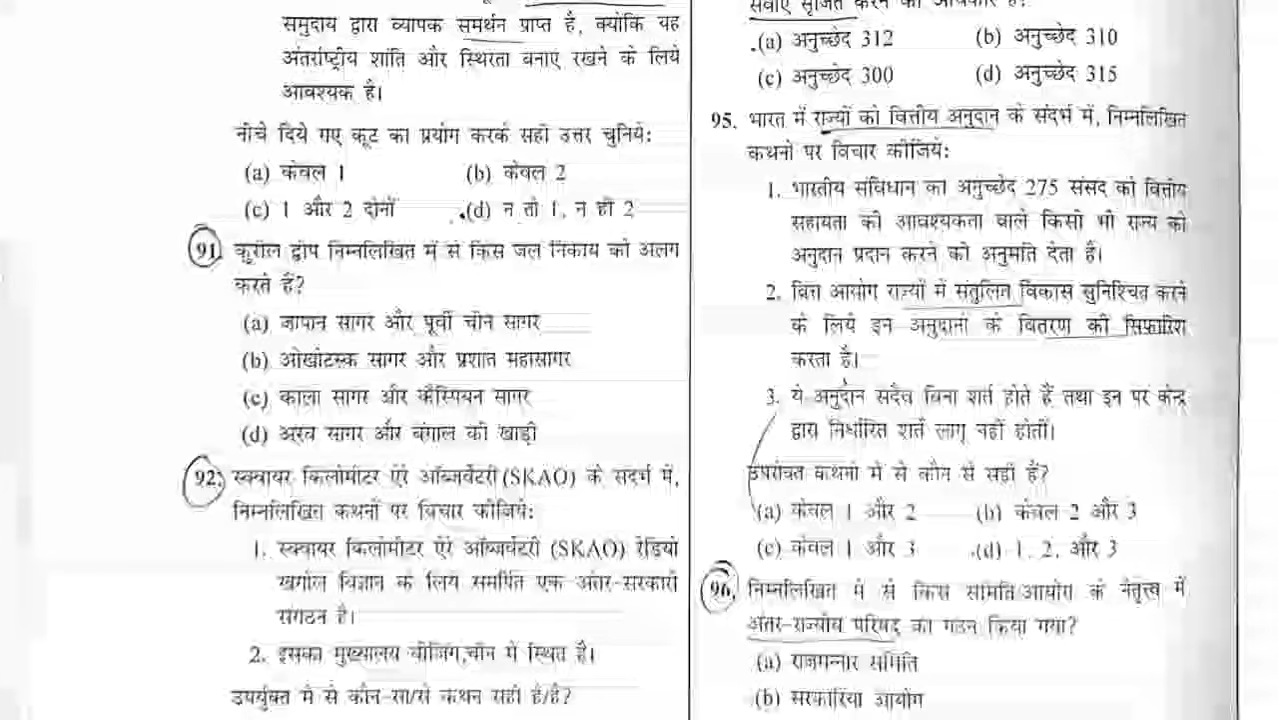 समुदाय द्वारा व्यापक समर्थन प्राप्त है, क्योंकि यह
अंतर्राष्ट्रीय शांति और स्थिरता बनाए रखने के लिये
आवश्यक है।
नीचे दिये गए कूट का प्रयोग करके सही उत्तर चुनिये:
(a) केवल 1 (b) केवल 2
(c) 1 और 2 दोनों (d) न तो 1, न ही 2
91. कुरील द्वीप निम्नलिखित में से किस जल निकाय को अलग
करते हैं?
(a) जापान सागर और पूर्वी चीन सागर
(b) ओखोटस्क सागर और प्रशांत महासागर
(c) काला सागर और कैस्पियन सागर
(d) अरब सागर और बंगाल की खाड़ी
92. स्क्वायर किलोमीटर ऐरे ऑब्जर्वेटरी (SKAO) के संदर्भ में,
निम्नलिखित कथनों पर विचार कीजिये:
1. स्क्वायर किलोमीटर ऐरे ऑब्जर्वेटरी (SKAO) रेडियो
खगोल विज्ञान के लिये समर्पित एक अंतर-सरकारी
संगठन है।
2. इसका मुख्यालय बीजिंग, चीन में स्थित है।
उपर्युक्त में से कौन-सा/से कथन सही है/हैं?
सेवाएँ सृजित करने का अधिकार है?
(a) अनुच्छेद 312 (b) अनुच्छेद 310
(c) अनुच्छेद 300 (d) अनुच्छेद 315
95. भारत में राज्यों को वित्तीय अनुदान के संदर्भ में, निम्नलिखित
कथनों पर विचार कीजिये:
1. भारतीय संविधान का अनुच्छेद 275 संसद को वित्तीय
सहायता की आवश्यकता वाले किसी भी राज्य को
अनुदान प्रदान करने की अनुमति देता है।
2. वित्त आयोग राज्यों में संतुलित विकास सुनिश्चित करने
के लिये इन अनुदानों के वितरण की सिफ़ारिश
करता है।
3. ये अनुदान सदैव बिना शर्त होते हैं तथा इन पर केन्द्र
द्वारा निर्धारित शर्तें लागू नहीं होतीं।
उपरोक्त कथनों में से कौन से सही हैं?
(a) केवल 1 और 2 (b) केवल 2 और 3
(c) केवल 1 और 3 (d) 1, 2, और 3
96. निम्नलिखित में से किस समिति/आयोग के नेतृत्त्व में
अंतर-राज्यीय परिषद का गठन किया गया?
(a) राजमन्नार समिति
(b) सरकारिया आयोग